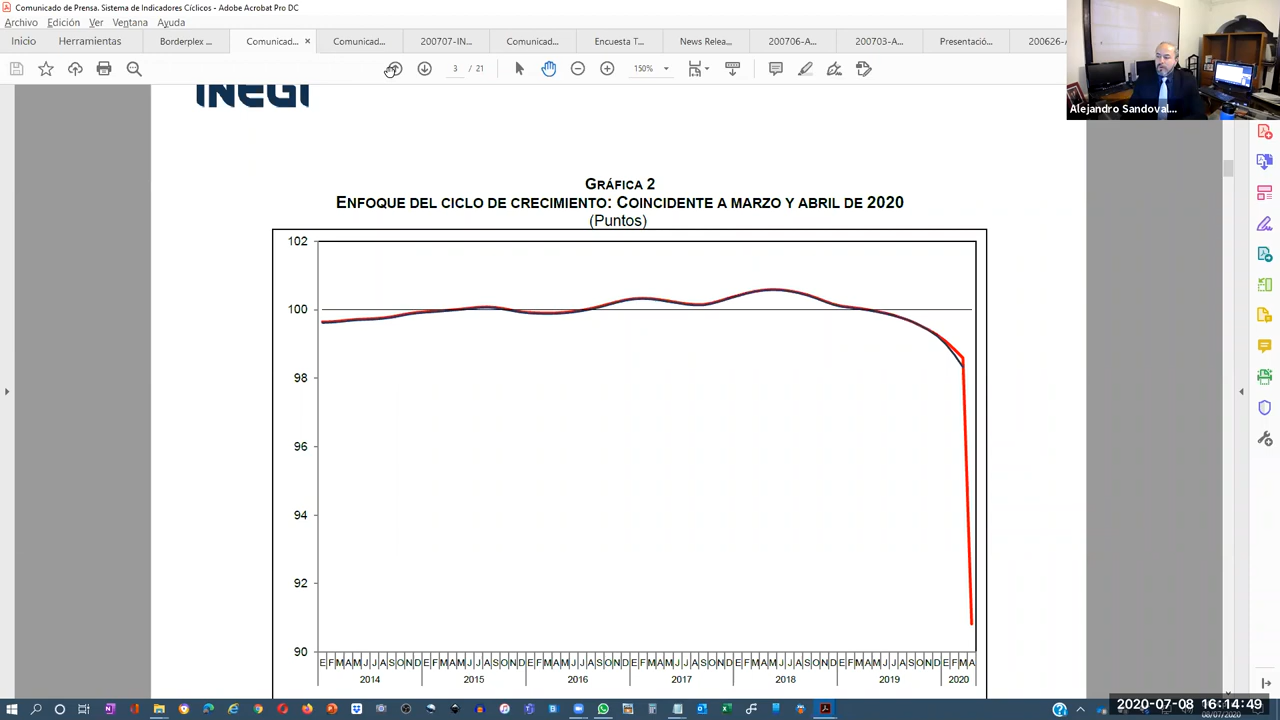 Comunicado de Prensa. Sistema de Indicadores Cíclicos - Adobe Acrobat Pro DC
Archivo Edición Ver Ventana Ayuda
Inicio Herramientas Borderplex ... Comunicad... × Comunicad... 200707-IN... Comunicad... Encuesta T... News Relea... 200706-A... 200703-A... Presentació... 200626-
3 / 21 150%
Alejandro Sandoval...
INEGI
GRÁFICA 2
ENFOQUE DEL CICLO DE CRECIMIENTO: COINCIDENTE A MARZO Y ABRIL DE 2020
(Puntos)
102
100
98
96
94
92
90
E F M A M J J A S O N D E F M A M J J A S O N D E F M A M J J A S O N D E F M A M J J A S O N D E F M A M J J A S O N D E F M A M J J A S O N D E F M A
2014 2015 2016 2017 2018 2019 2020
2020-07-08 16:14:49
08/07/2020